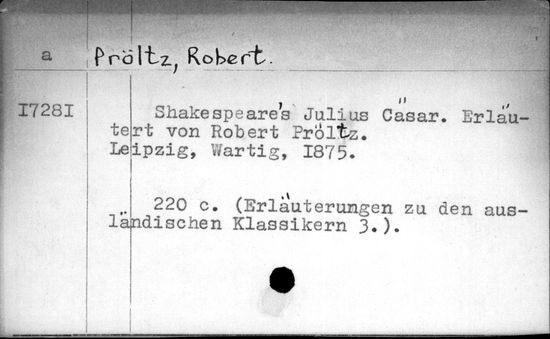 a Pröltz, Robert.
I728I Shakespeare's Julius Cäsar. Erläu-
tert von Robert Pröltz.
Leipzig, Wartig, I875.
220 c. (Erläuterungen zu den aus-
ländischen Klassikern 3.).